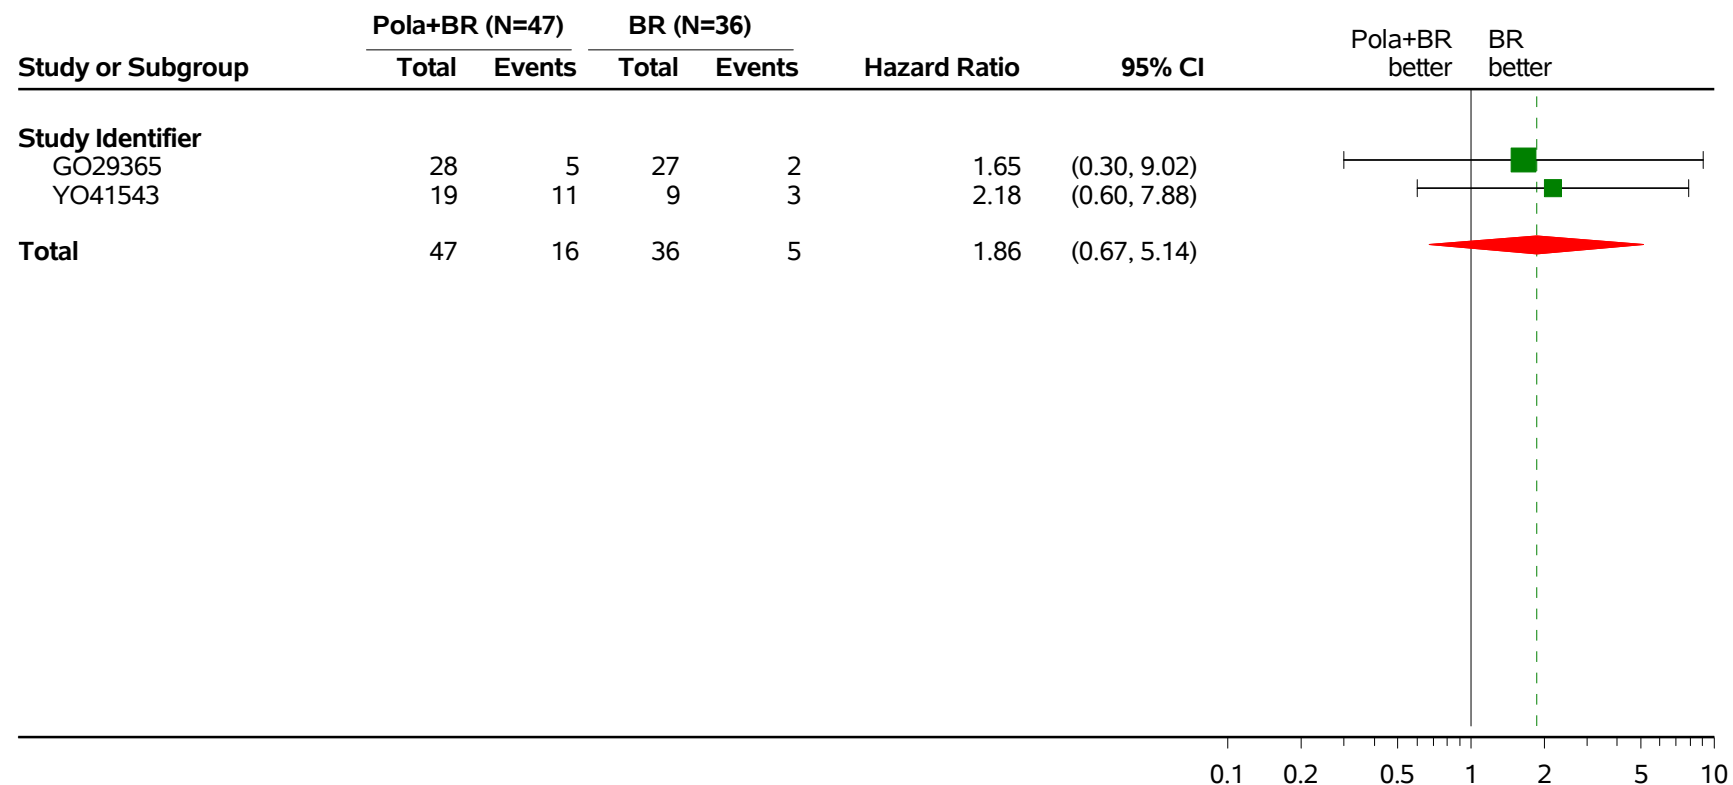 Pola+BR (N=47) BR (N=36)
Pola+BR BR
Study or Subgroup Total Events Total Events Hazard Ratio 95% CI better better
Study Identifier
GO29365 28 5 27 2 1.65 (0.30, 9.02)
YO41543 19 11 9 3 2.18 (0.60, 7.88)
Total 47 16 36 5 1.86 (0.67, 5.14)
0.1 0.2 0.5 1 2 5 10